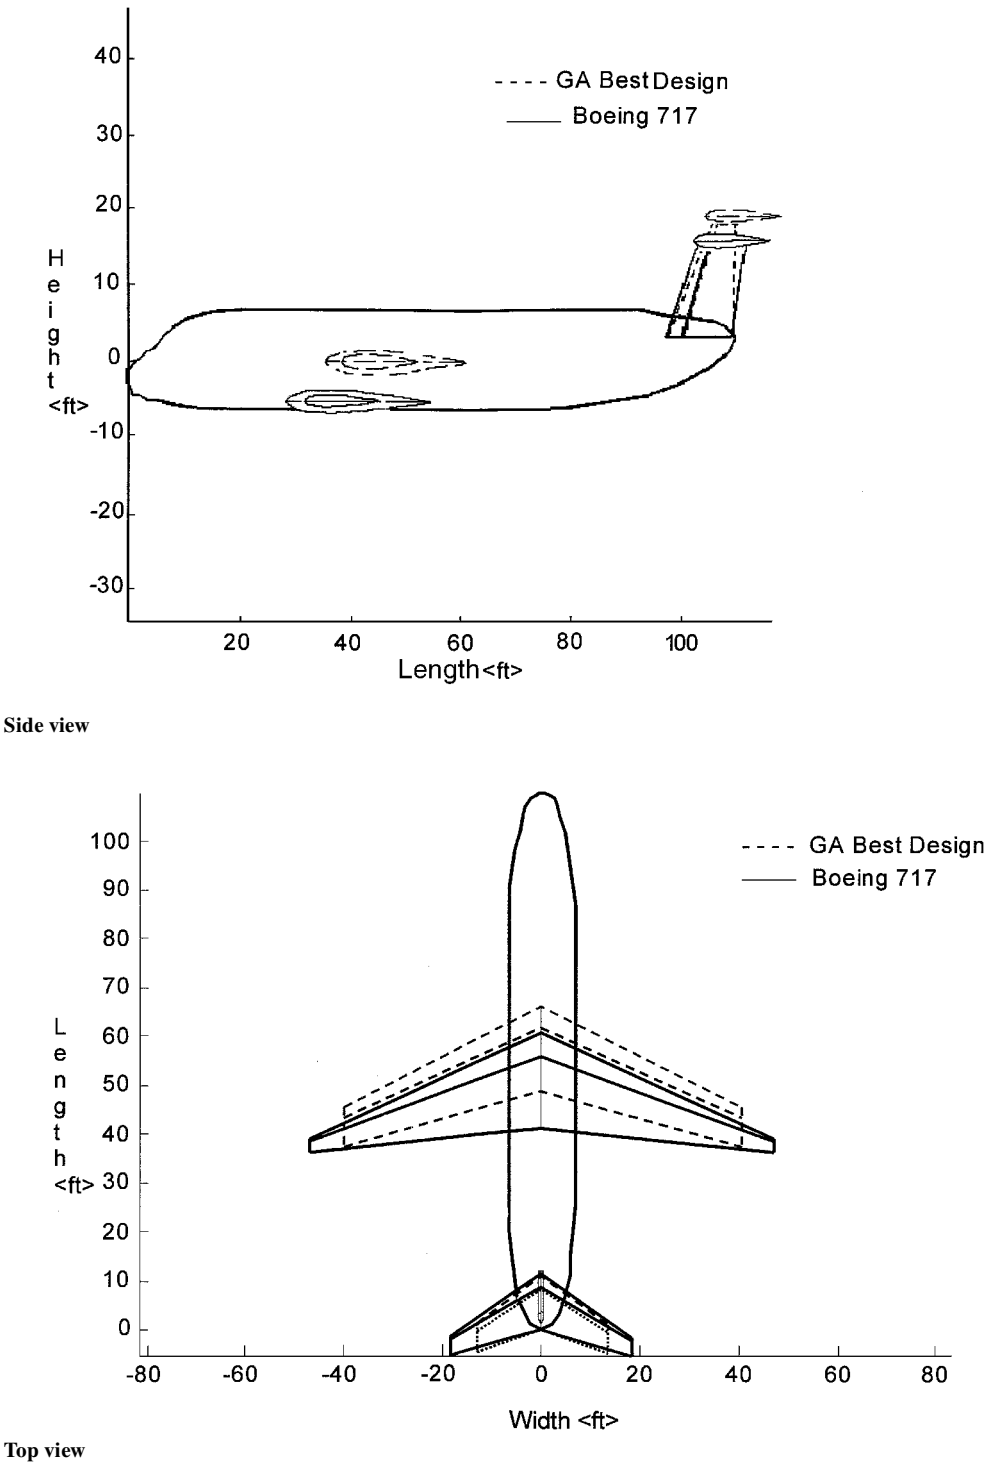 40
GA Best Design
Boeing 717
30
20
Height
<ft>
10
0
-10
-20
-30
20 40 60 80 100
Length<ft>
Side view
100
GA Best Design
Boeing 717
90
80
70
Length
<ft>
60
50
40
30
20
10
0
-80 -60 -40 -20 0 20 40 60 80
Width <ft>
Top view